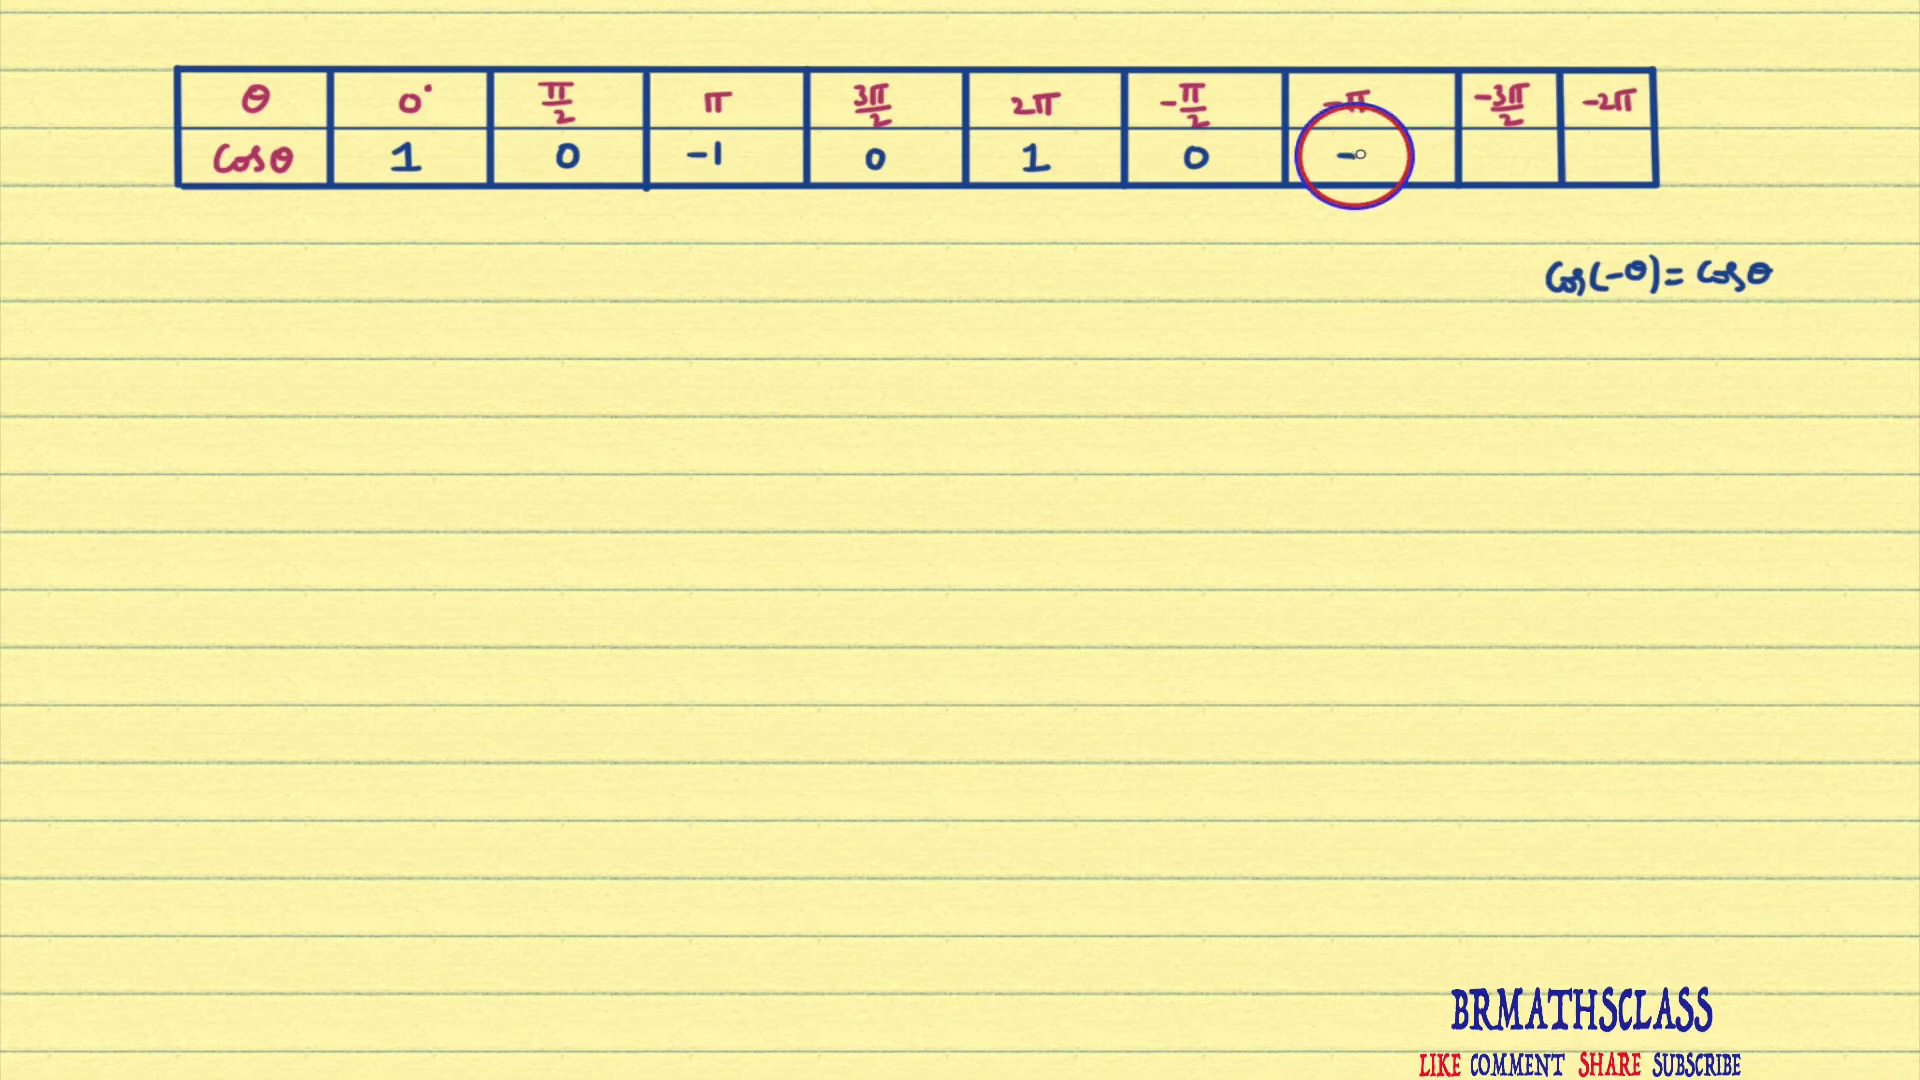 θ 0° π/2 π 3π/2 2π -π/2 -π -3π/2 -2π
Cosθ 1 0 -1 0 1 0 -
Cos(-θ) = Cosθ
BRMATHSCLASS
LIKE COMMENT SHARE SUBSCRIBE